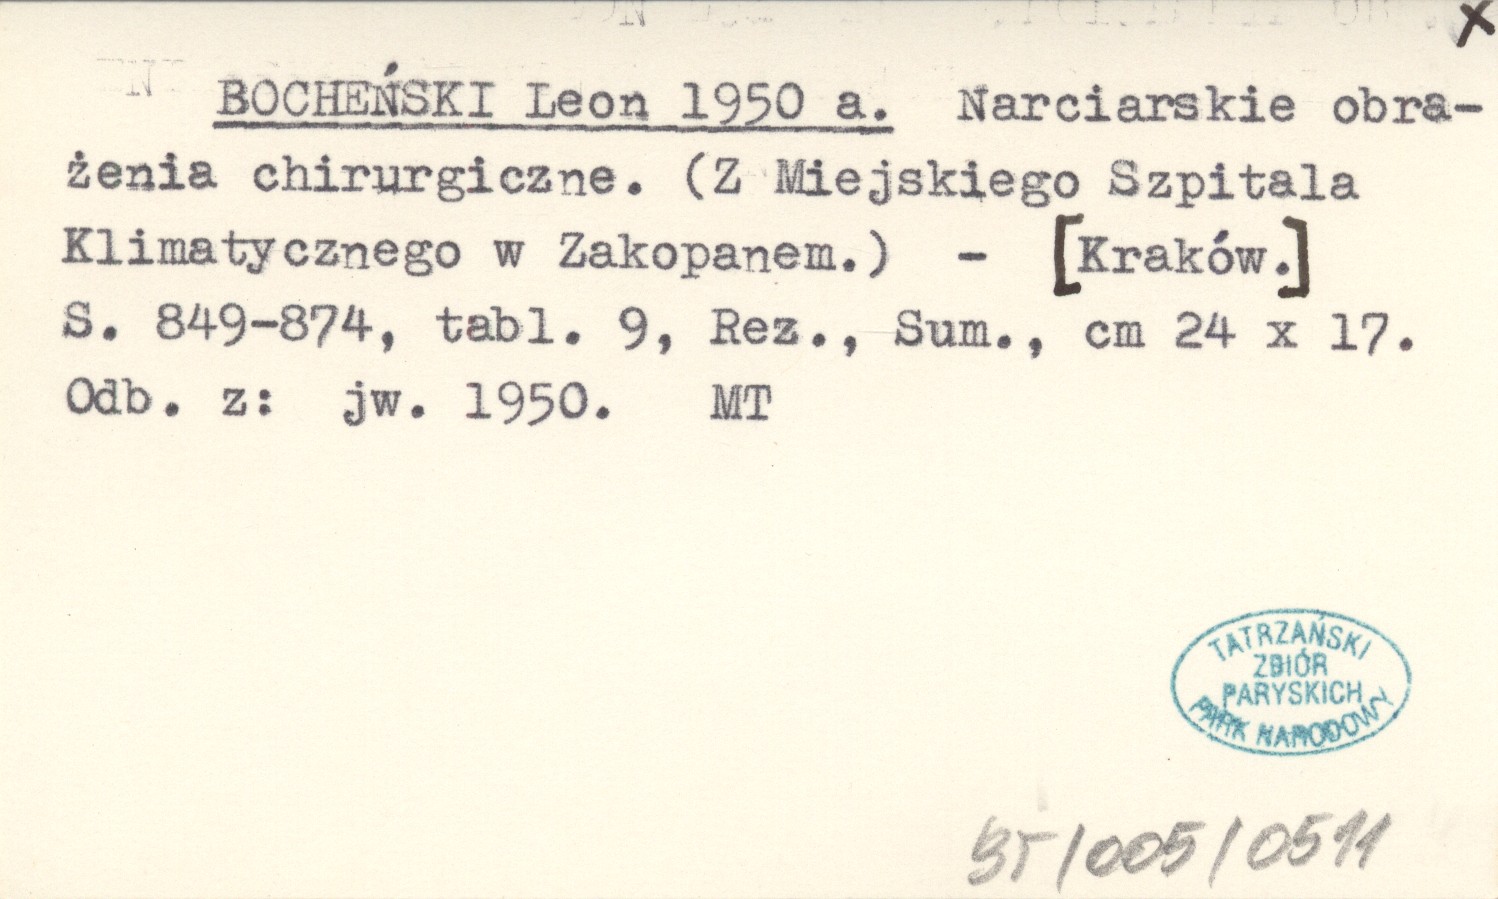 x
BOCHEŃSKI Leon 1950 a. Narciarskie obra-
żenia chirurgiczne. (Z Miejskiego Szpitala
Klimatycznego w Zakopanem.) - [Kraków.]
S. 849-874, tabl. 9, Rez., Sum., cm 24 x 17.
Odb. z: jw. 1950. MT
TATRZAŃSKI
ZBIÓR
PARYSKICH
PARK NARODOWY
BT/005/0511